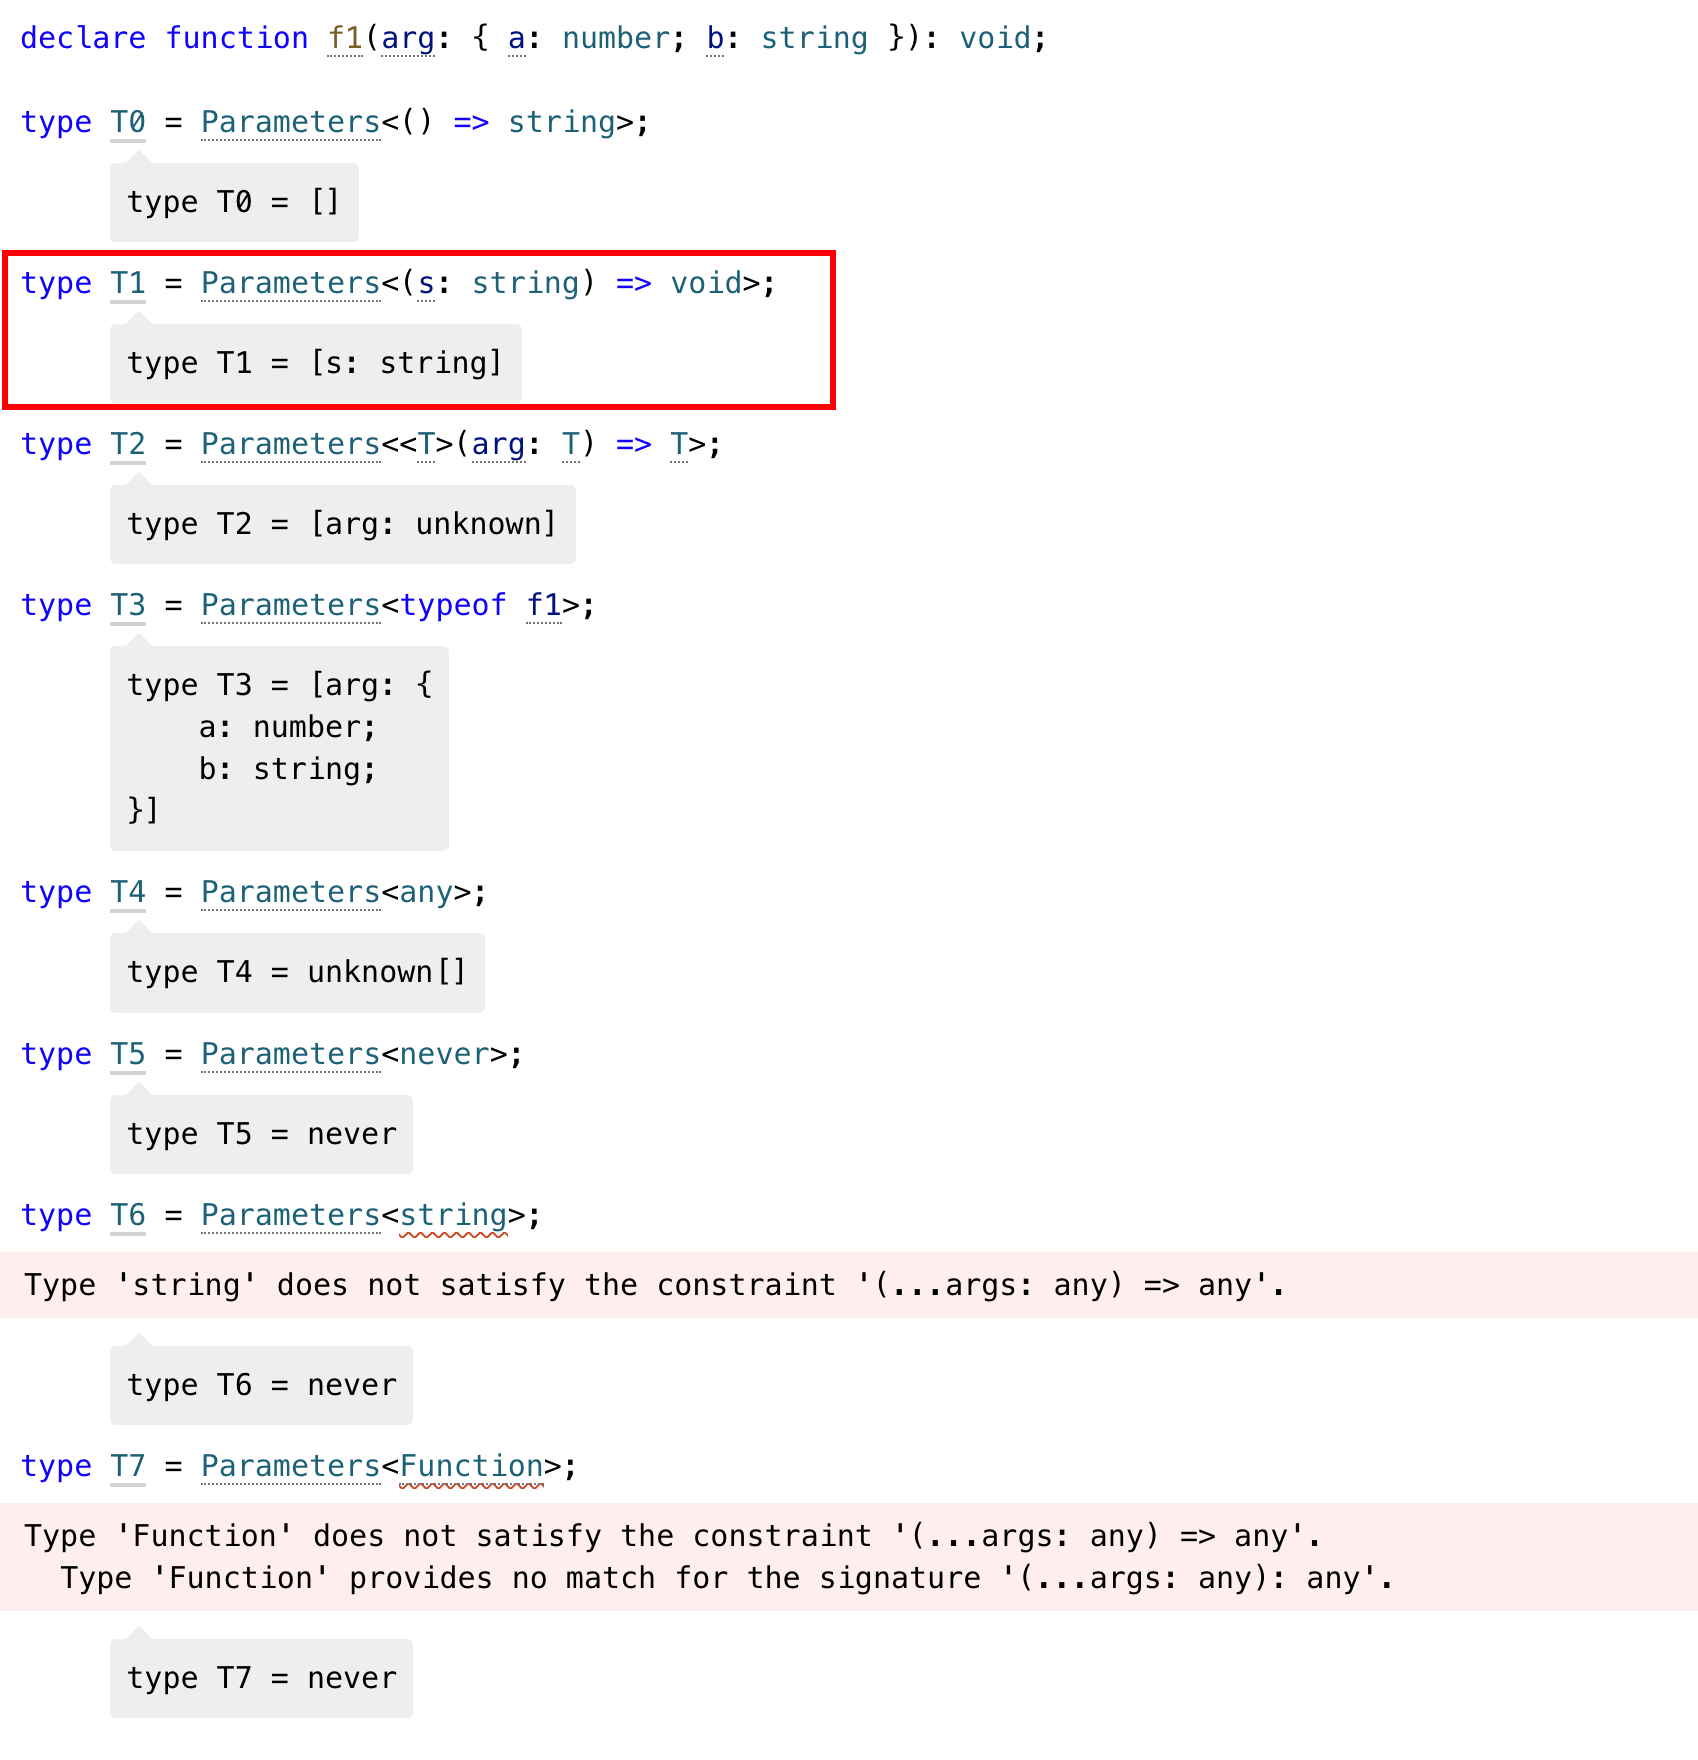 declare function f1(arg: { a: number; b: string }): void;
type T0 = Parameters<() => string>;
type T0 = []
type T1 = Parameters<(s: string) => void>;
type T1 = [s: string]
type T2 = Parameters<<T>(arg: T) => T>;
type T2 = [arg: unknown]
type T3 = Parameters<typeof f1>;
type T3 = [arg: {
    a: number;
    b: string;
}]
type T4 = Parameters<any>;
type T4 = unknown[]
type T5 = Parameters<never>;
type T5 = never
type T6 = Parameters<string>;
Type 'string' does not satisfy the constraint '(...args: any) => any'.
type T6 = never
type T7 = Parameters<Function>;
Type 'Function' does not satisfy the constraint '(...args: any) => any'.
  Type 'Function' provides no match for the signature '(...args: any): any'.
type T7 = never